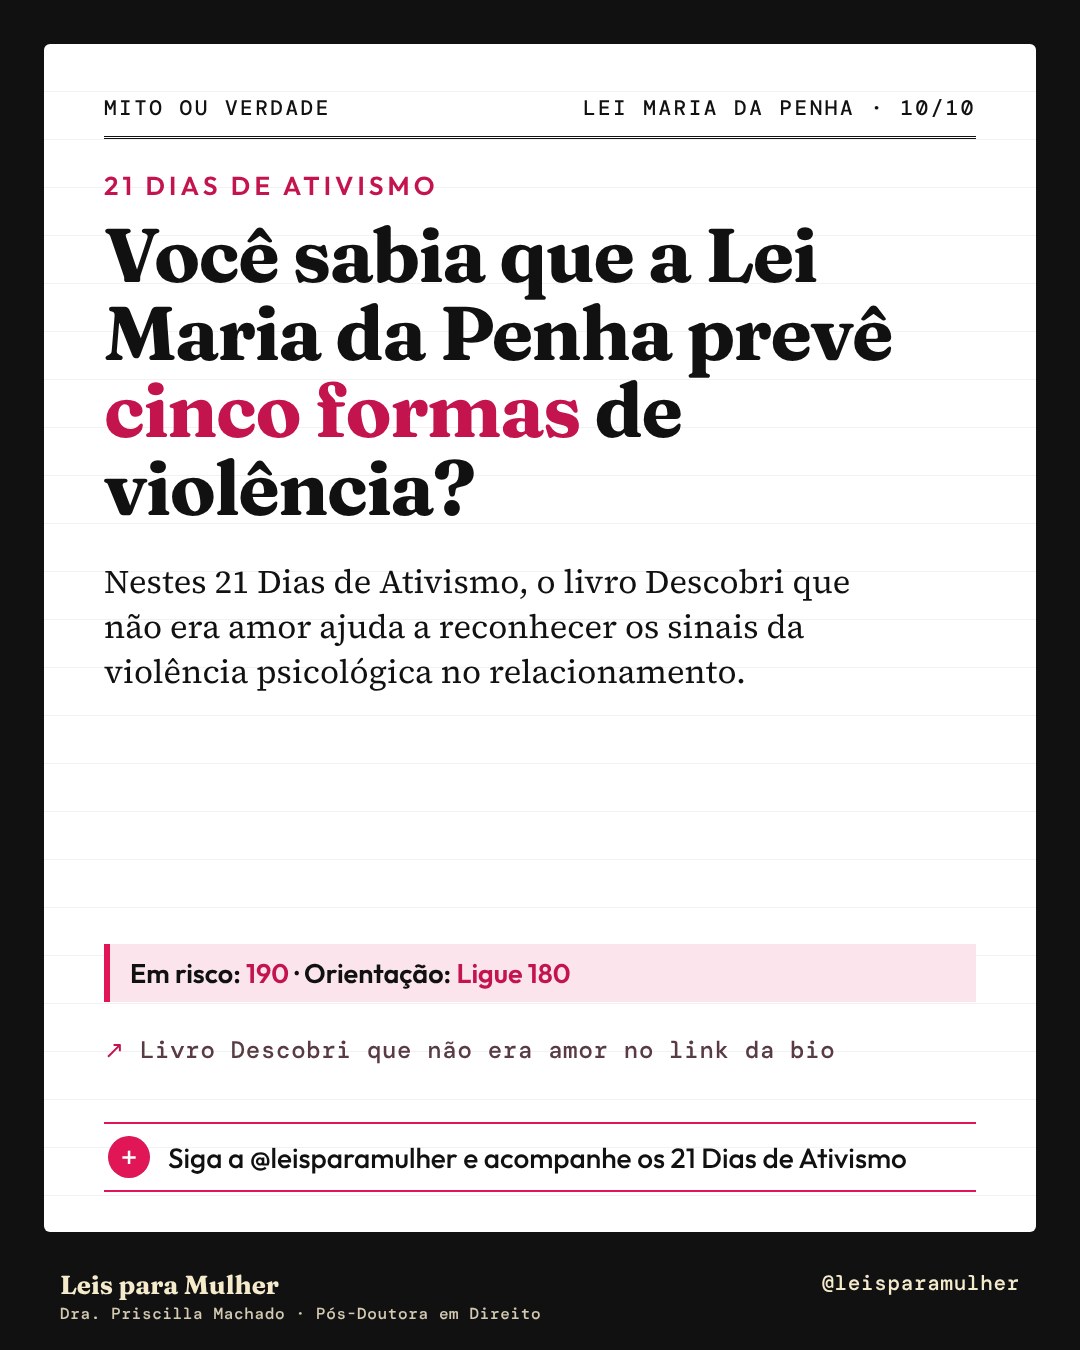 MITO OU VERDADE
LEI MARIA DA PENHA · 10/10
21 DIAS DE ATIVISMO
Você sabia que a Lei
Maria da Penha prevê
cinco formas de
violência?
Nestes 21 Dias de Ativismo, o livro Descobri que
não era amor ajuda a reconhecer os sinais da
violência psicológica no relacionamento.
Em risco: 190 · Orientação: Ligue 180
↗ Livro Descobri que não era amor no link da bio
+ Siga a @leisparamulher e acompanhe os 21 Dias de Ativismo
Leis para Mulher
Dra. Priscilla Machado · Pós-Doutora em Direito
@leisparamulher